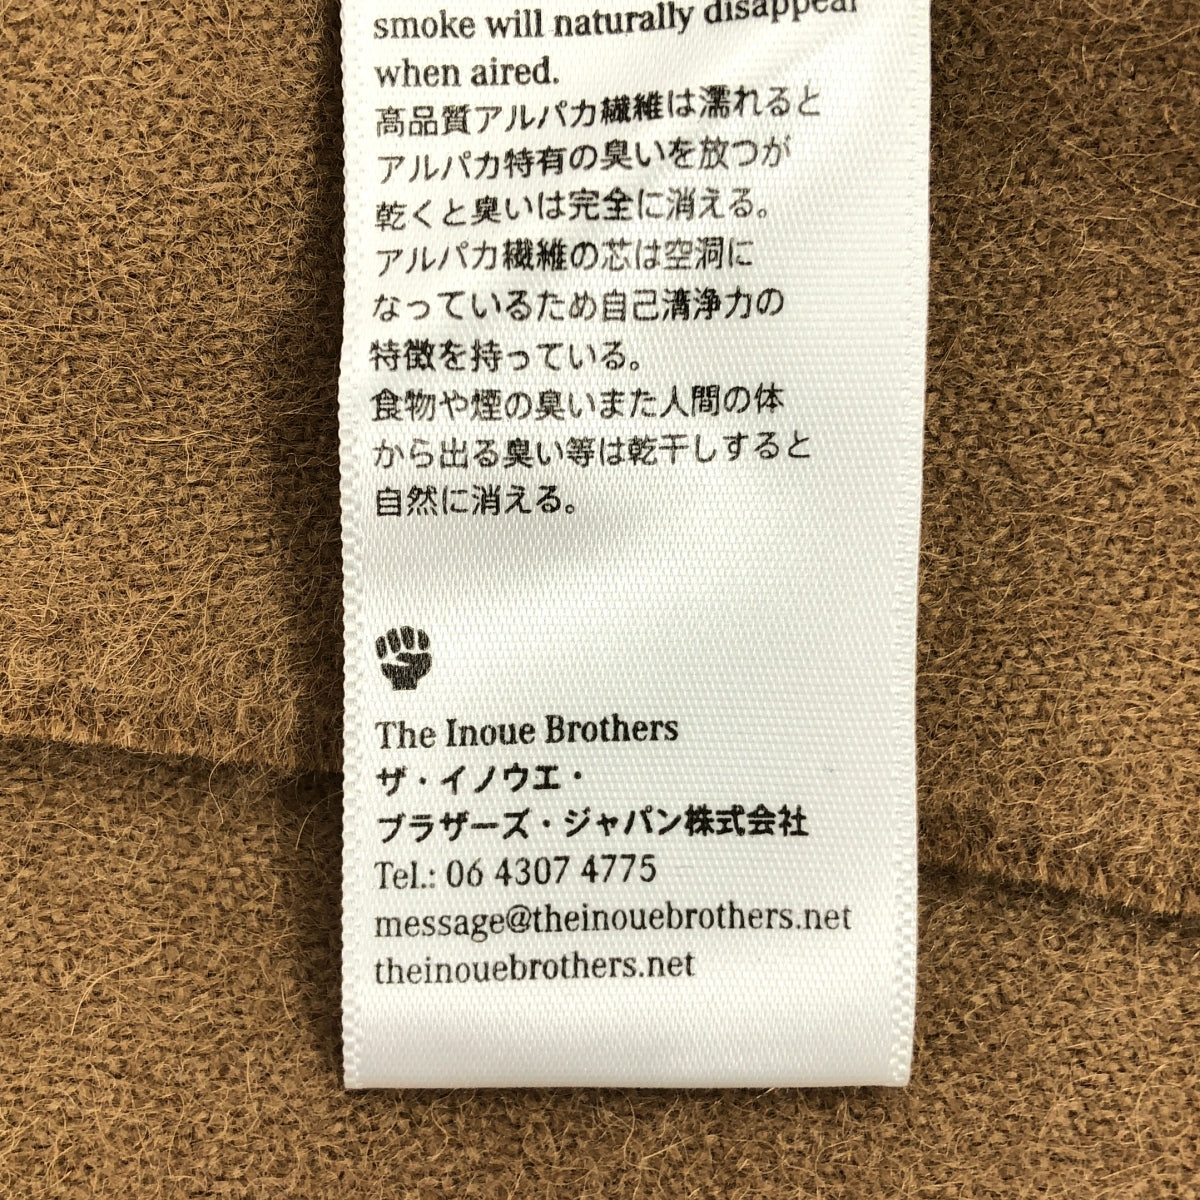 smoke will naturally disappear
when aired.
高品質アルパカ繊維は濡れると
アルパカ特有の臭いを放つが
乾くと臭いは完全に消える。
アルパカ繊維の芯は空洞に
なっているため自己清浄力の
特徴を持っている。
食物や煙の臭いまた人間の体
から出る臭い等は乾干しすると
自然に消える。
The Inoue Brothers
ザ・イノウエ・
ブラザーズ・ジャパン株式会社
Tel.: 06 4307 4775
message@theinouebrothers.net
theinouebrothers.net